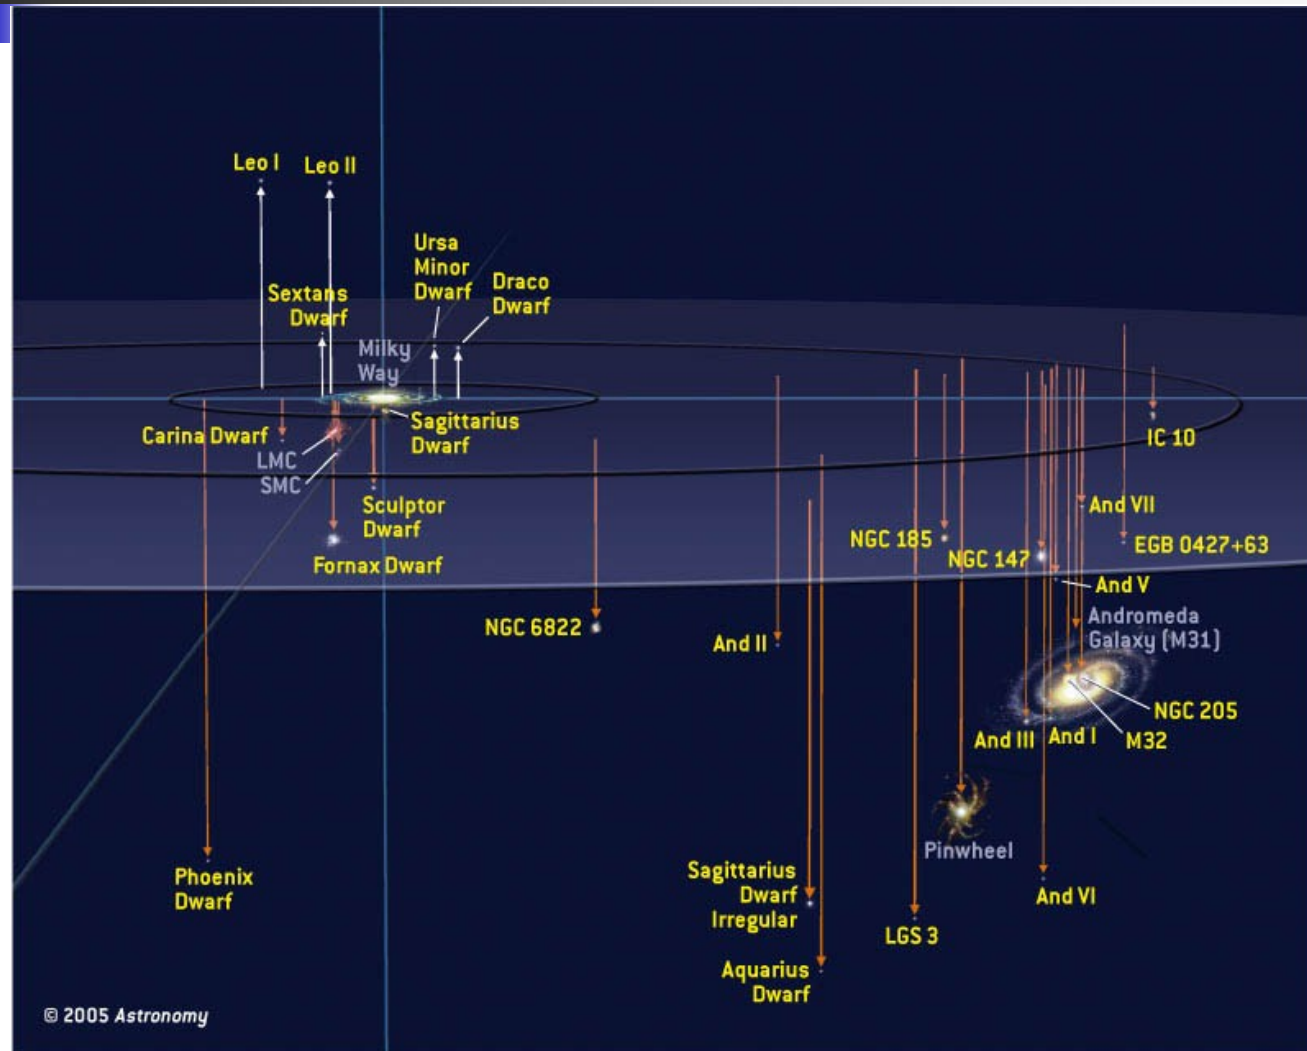 Leo I
Leo II
Ursa
Minor
Dwarf
Draco
Dwarf
Sextans
Dwarf
Milky
Way
Sagittarius
Dwarf
Carina Dwarf
LMC
SMC
Sculptor
Dwarf
Fornax Dwarf
IC 10
And VII
NGC 185
NGC 147
EGB 0427+63
And V
Andromeda
Galaxy (M31)
NGC 6822
And II
NGC 205
And III
And I
M32
Pinwheel
Phoenix
Dwarf
Sagittarius
Dwarf
Irregular
And VI
LGS 3
Aquarius
Dwarf
© 2005 Astronomy